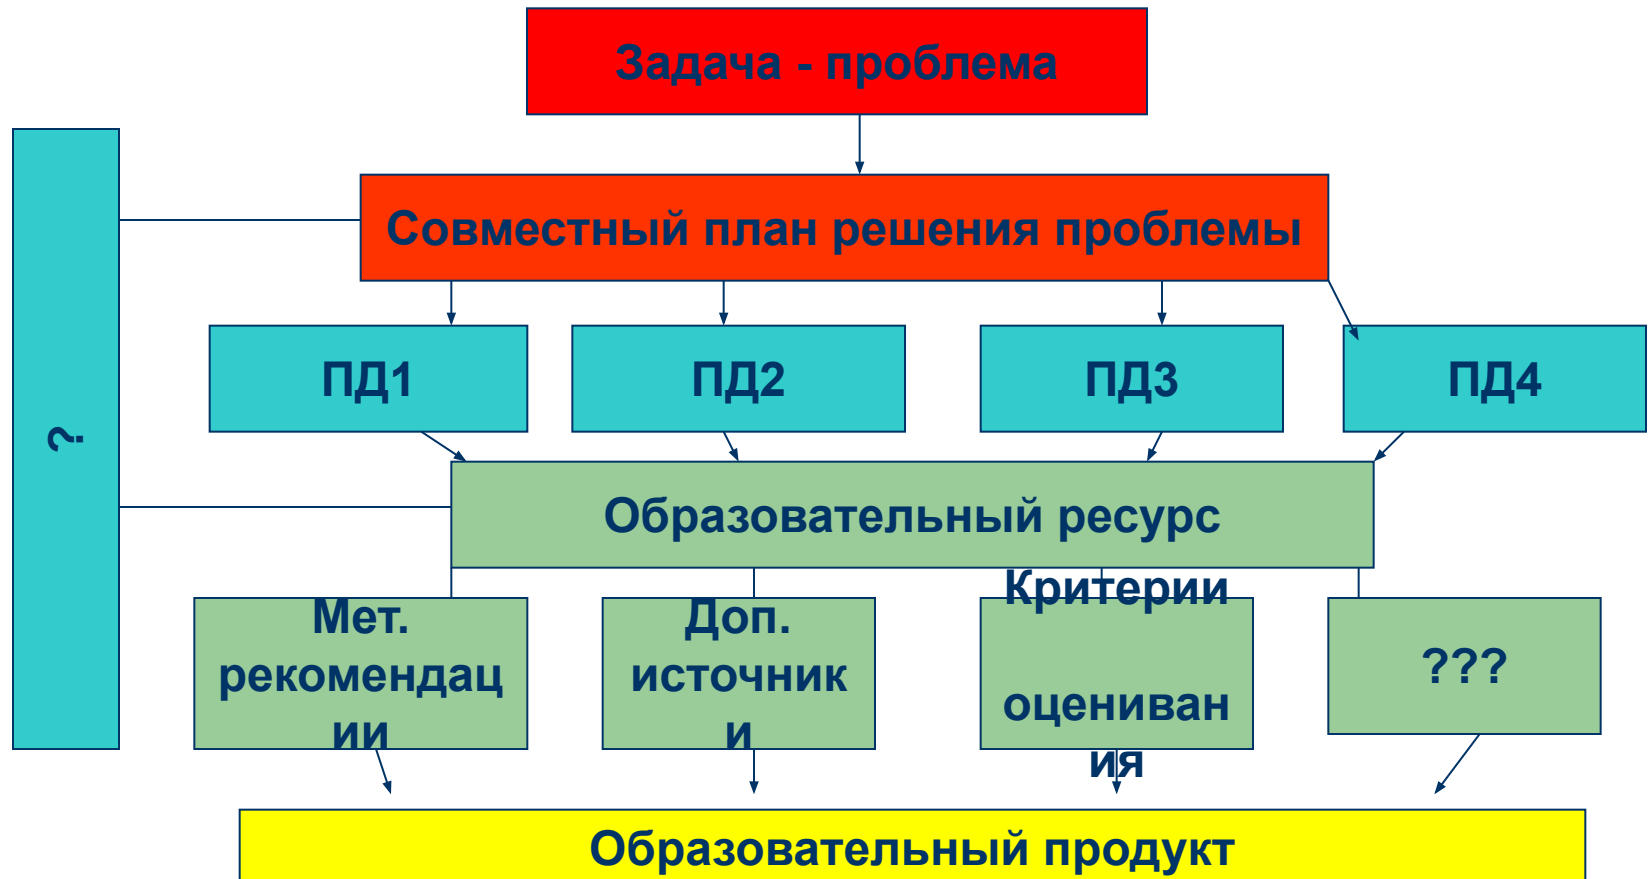 Задача - проблема
Совместный план решения проблемы
ПД1
ПД2
ПД3
ПД4
?
Образовательный ресурс
Мет.
рекомендац
ии
Доп.
источник
и
Критерии
оцениван
ия
???
Образовательный продукт